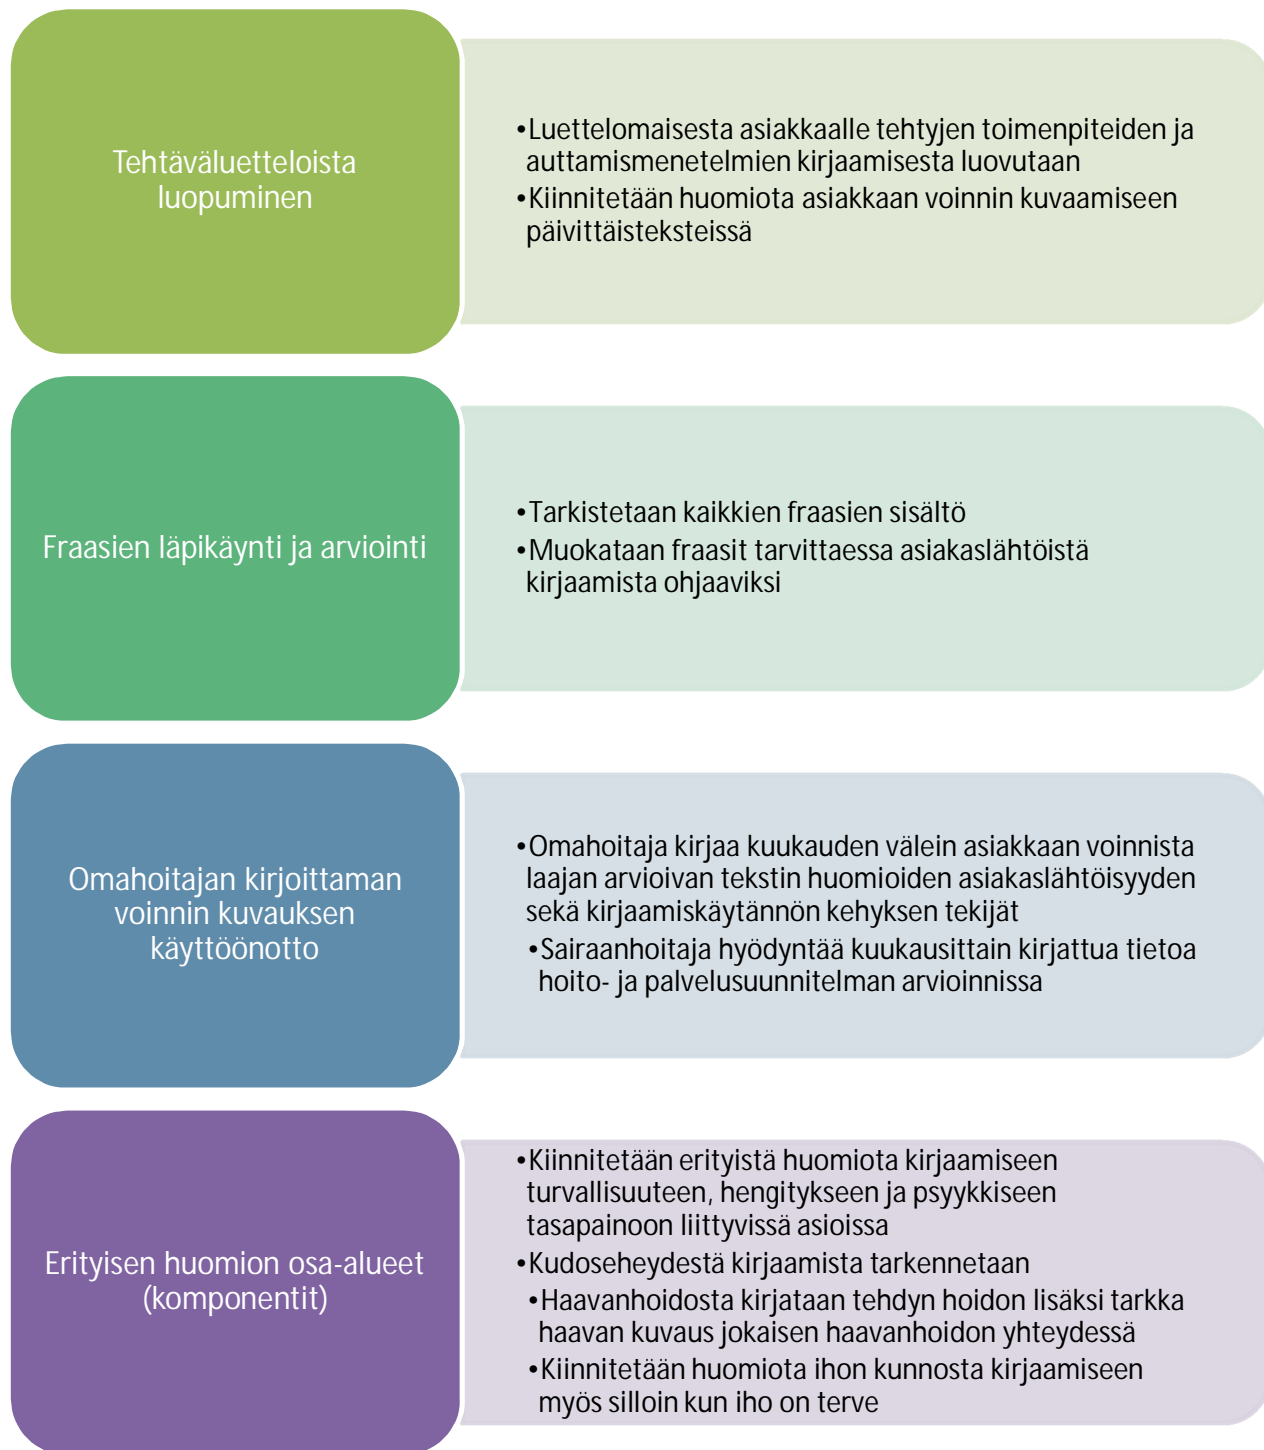 Tehtäväluetteloista
luopuminen
•Luettelomaisesta asiakkaalle tehtyjen toimenpiteiden ja
auttamismenetelmien kirjaamisesta luovutaan
•Kiinnitetään huomiota asiakkaan voinnin kuvaamiseen
päivittäisteksteissä
Fraasien läpikäynti ja arviointi
•Tarkistetaan kaikkien fraasien sisältö
•Muokataan fraasit tarvittaessa asiakaslähtöistä
kirjaamista ohjaaviksi
Omahoitajan kirjoittaman
voinnin kuvauksen
käyttöönotto
•Omahoitaja kirjaa kuukauden välein asiakkaan voinnista
laajan arvioivan tekstin huomioiden asiakaslähtöisyyden
sekä kirjaamiskäytännön kehyksen tekijät
•Sairaanhoitaja hyödyntää kuukausittain kirjattua tietoa
hoito- ja palvelusuunnitelman arvioinnissa
Erityisen huomion osa-alueet
(komponentit)
•Kiinnitetään erityistä huomiota kirjaamiseen
turvallisuuteen, hengitykseen ja psyykkiseen
tasapainoon liittyvissä asioissa
•Kudoseheydestä kirjaamista tarkennetaan
•Haavanhoidosta kirjataan tehdyn hoidon lisäksi tarkka
haavan kuvaus jokaisen haavanhoidon yhteydessä
•Kiinnitetään huomiota ihon kunnosta kirjaamiseen
myös silloin kun iho on terve